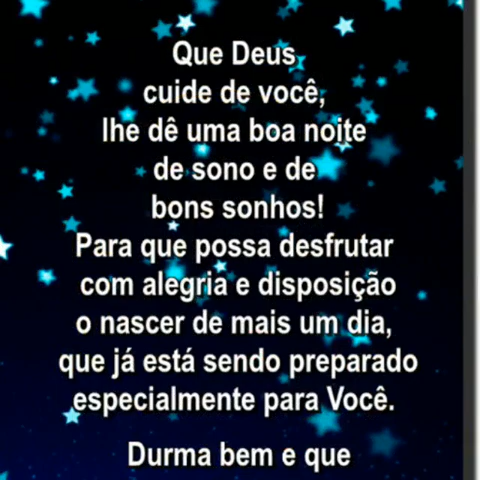 Que Deus
cuide de você,
lhe dê uma boa noite
de sono e de
bons sonhos!
Para que possa desfrutar
com alegria e disposição
o nascer de mais um dia,
que já está sendo preparado
especialmente para Você.
Durma bem e que